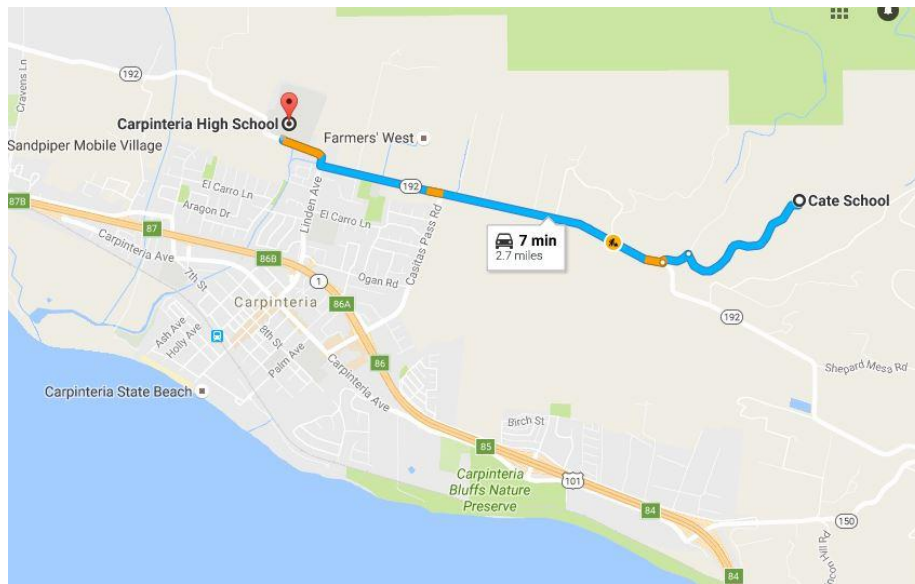 192
Cravens Ln
Carpinteria High School
Farmers' West
Sandpiper Mobile Village
El Carro Ln
Linden Ave
192
Aragon Dr
El Carro Ln
Casitas Pass Rd
Cate School
87B
87
Carpinteria Ave
7 min
2.7 miles
86B
7th St
1
Ogan Rd
Carpinteria
86A
192
Ash Ave
Holly Ave
8th St
Palm Ave
86
Shepard Mesa Rd
Carpinteria State Beach
Carpinteria Ave
Birch St
85
Carpinteria
Bluffs Nature
Preserve
101
84
150
Hill Rd
84